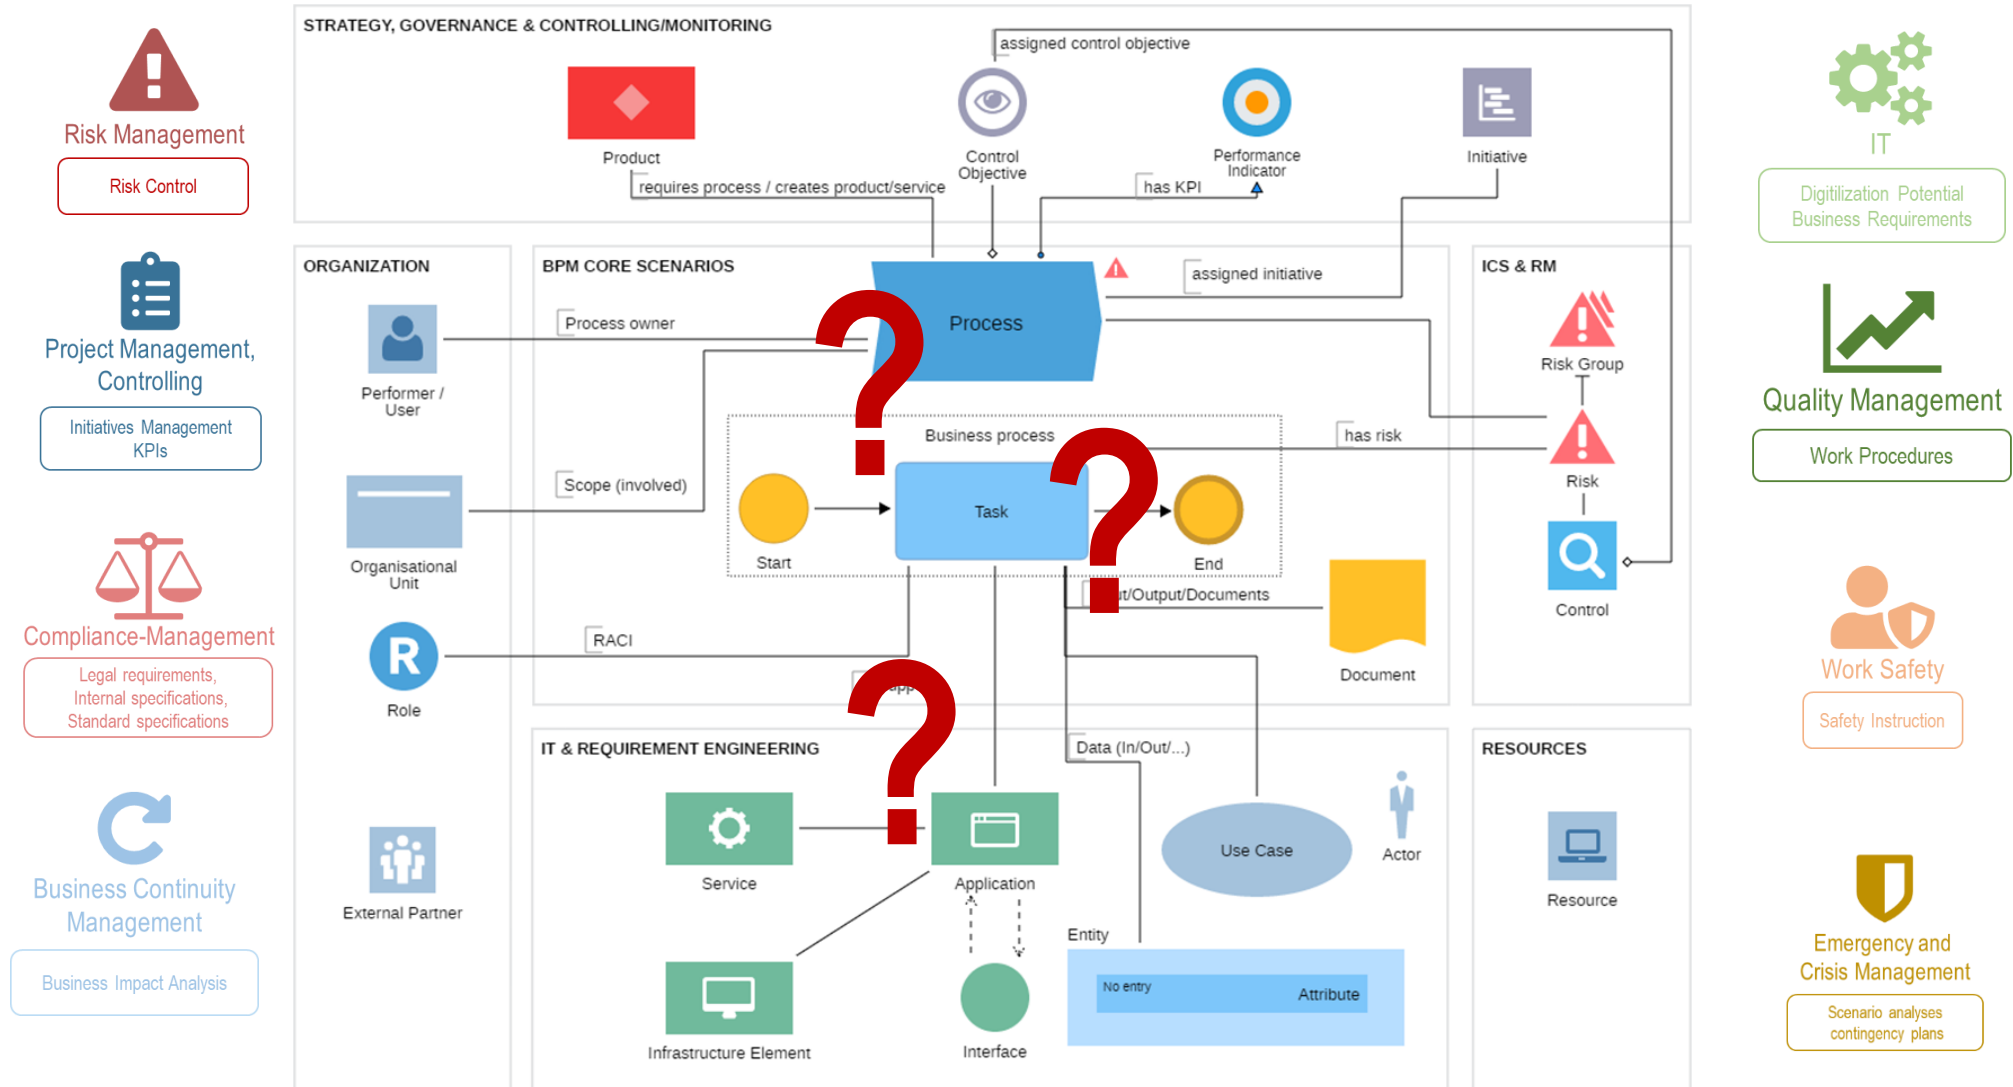 STRATEGY, GOVERNANCE & CONTROLLING/MONITORING
assigned control objective
Product
Control
Objective
Performance
Indicator
Initiative
requires process / creates product/service
has KPI
Risk Management
Risk Control
Project Management,
Controlling
Initiatives Management
KPIs
Compliance-Management
Legal requirements,
Internal specifications,
Standard specifications
Business Continuity
Management
Business Impact Analysis
ORGANIZATION
Performer /
User
Organisational
Unit
R
Role
External Partner
BPM CORE SCENARIOS
Process owner
Process
assigned initiative
Scope (involved)
Business process
has risk
Start
Task
End
RACI
ut/Output/Documents
Document
upp
ICS & RM
Risk Group
Risk
Control
IT & REQUIREMENT ENGINEERING
Data (In/Out/...)
Service
Application
Use Case
Actor
Infrastructure Element
Interface
Entity
No entry
Attribute
RESOURCES
Resource
IT
Digitilization Potential
Business Requirements
Quality Management
Work Procedures
Work Safety
Safety Instruction
Emergency and
Crisis Management
Scenario analyses
contingency plans
? ? ?